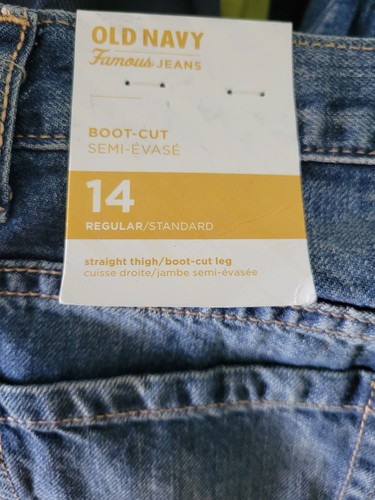 OLD NAVY
Famous JEANS
BOOT-CUT
SEMI-ÉVASÉ
14
REGULAR/STANDARD
straight thigh/boot-cut leg
cuisse droite/jambe semi-évasée